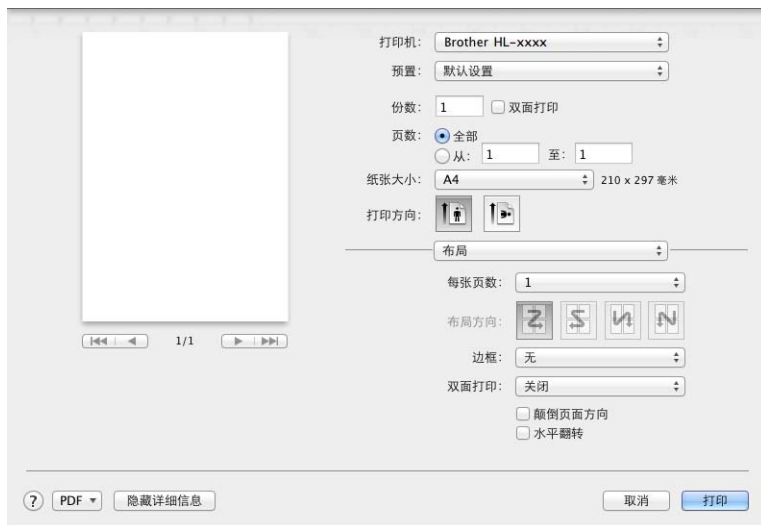 打印机： Brother HL-xxxx
预置： 默认设置
份数： 1 双面打印
页数： 全部
从： 1 至： 1
纸张大小： A4 210 x 297 毫米
打印方向：
布局
每张页数： 1
布局方向：
边框： 无
双面打印： 关闭
颠倒页面方向
水平翻转
1/1
? PDF 隐藏详细信息 取消 打印